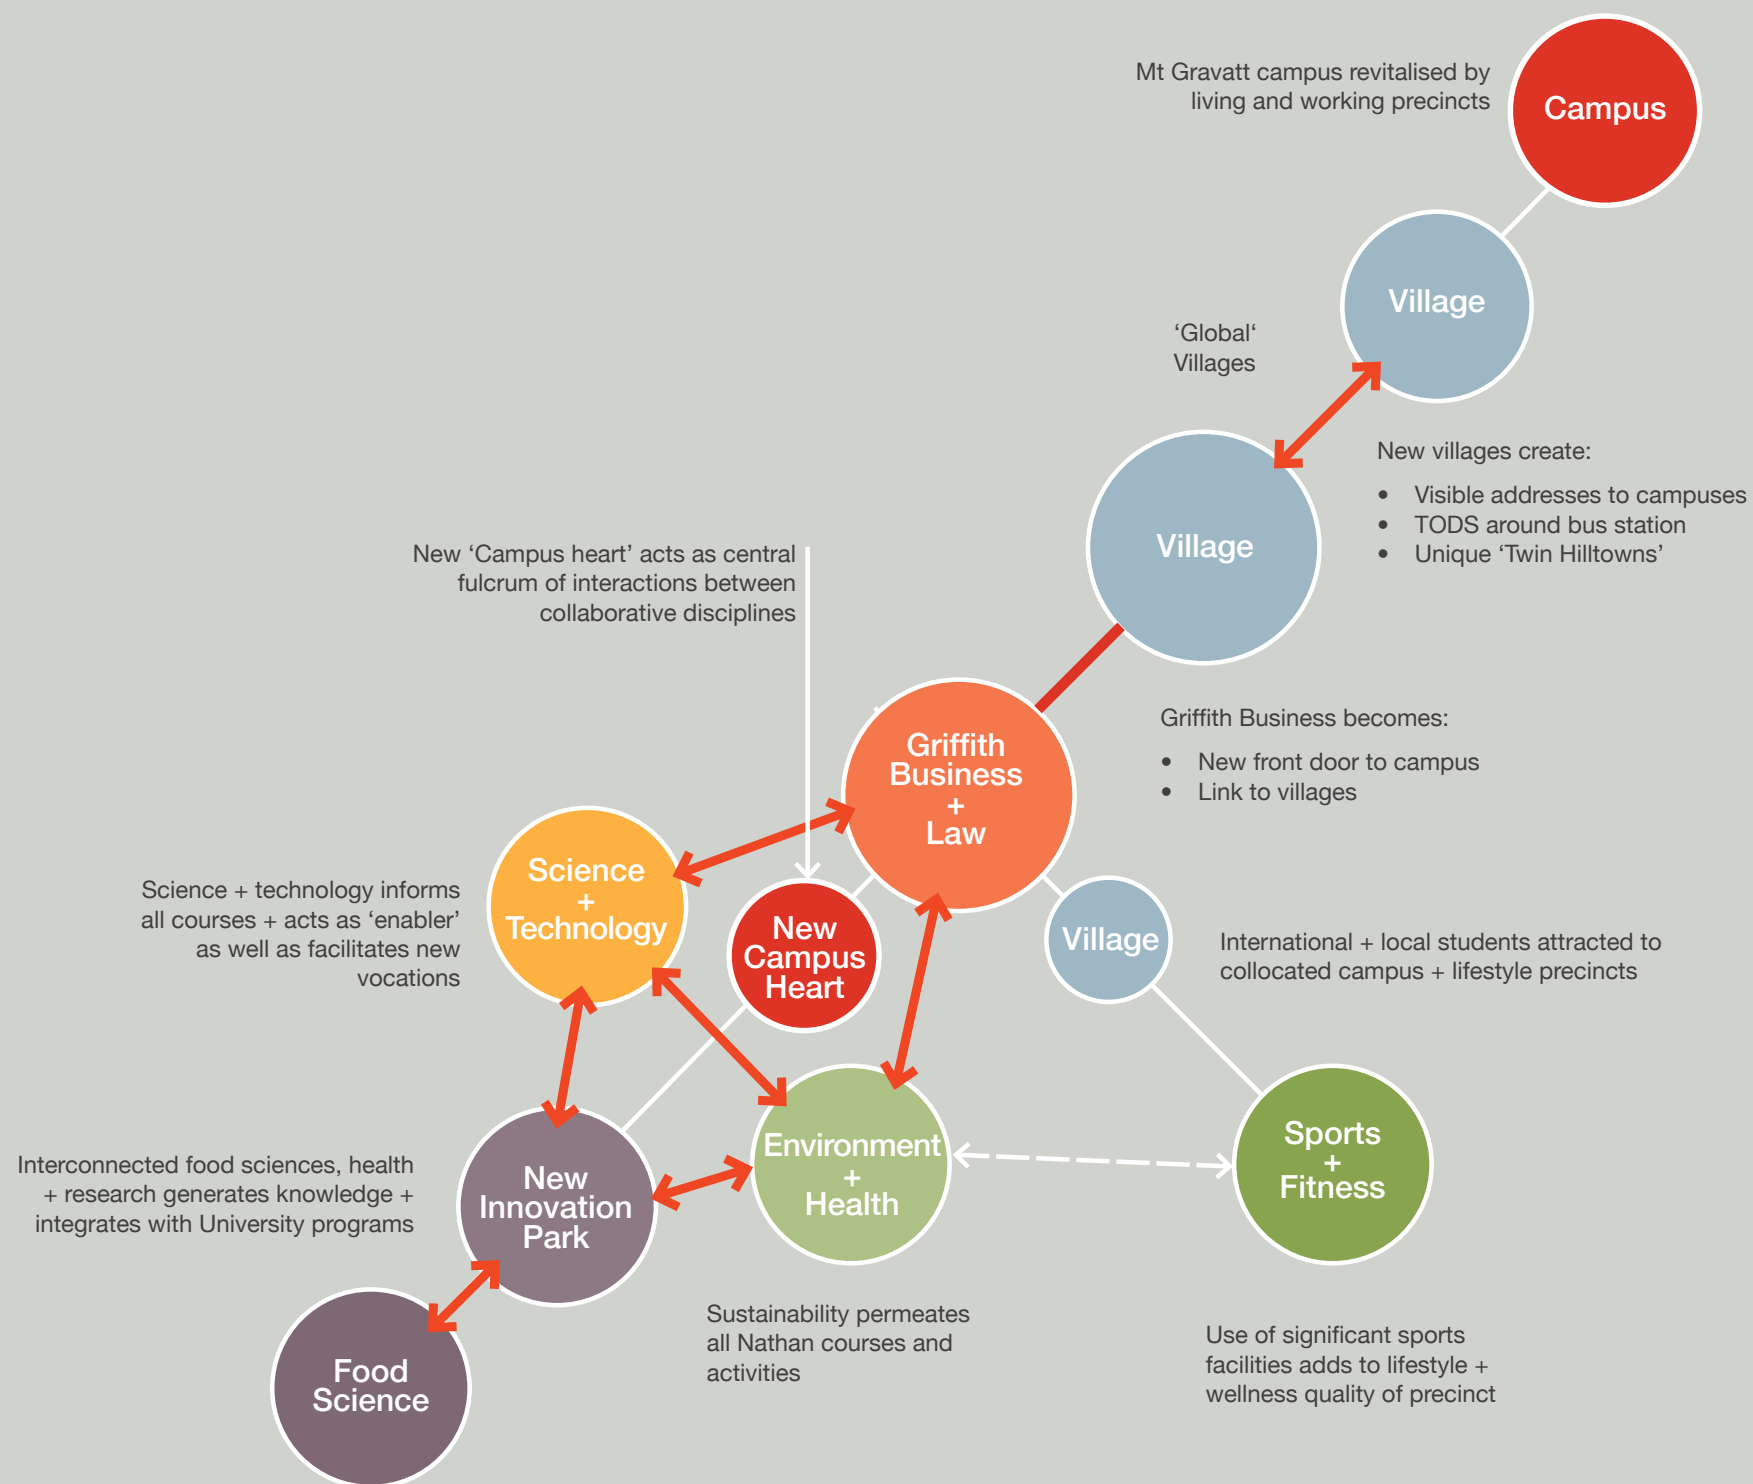 Mt Gravatt campus revitalised by
living and working precincts
Campus
Village
‘Global‘
Villages
New villages create:
• Visible addresses to campuses
• TODS around bus station
• Unique ‘Twin Hilltowns’
Village
New ‘Campus heart’ acts as central
fulcrum of interactions between
collaborative disciplines
Griffith
Business
+
Law
Griffith Business becomes:
• New front door to campus
• Link to villages
Science
+
Technology
Science + technology informs
all courses + acts as ‘enabler’
as well as facilitates new
vocations
New
Campus
Heart
Village
International + local students attracted to
collocated campus + lifestyle precincts
Interconnected food sciences, health
+ research generates knowledge +
integrates with University programs
New
Innovation
Park
Environment
+
Health
Sports
+
Fitness
Sustainability permeates
all Nathan courses and
activities
Use of significant sports
facilities adds to lifestyle +
wellness quality of precinct
Food
Science